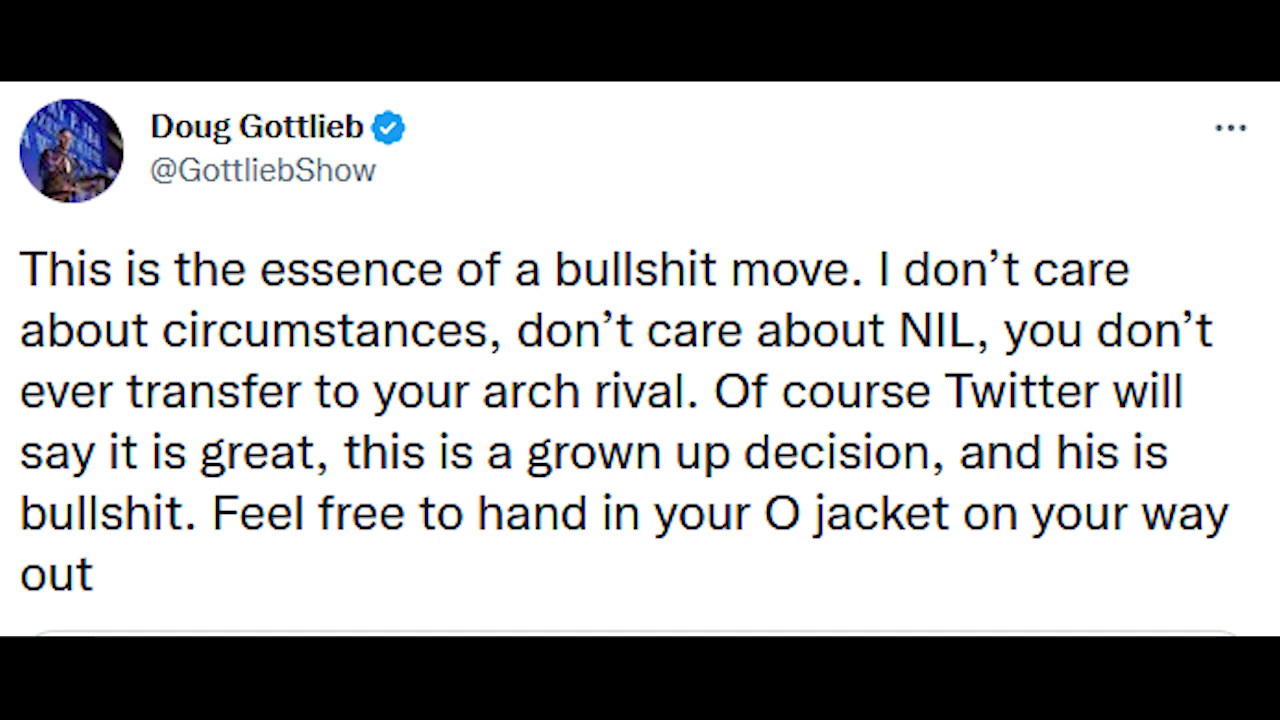 Doug Gottlieb
@GottliebShow
This is the essence of a bullshit move. I don’t care
about circumstances, don’t care about NIL, you don’t
ever transfer to your arch rival. Of course Twitter will
say it is great, this is a grown up decision, and his is
bullshit. Feel free to hand in your O jacket on your way
out